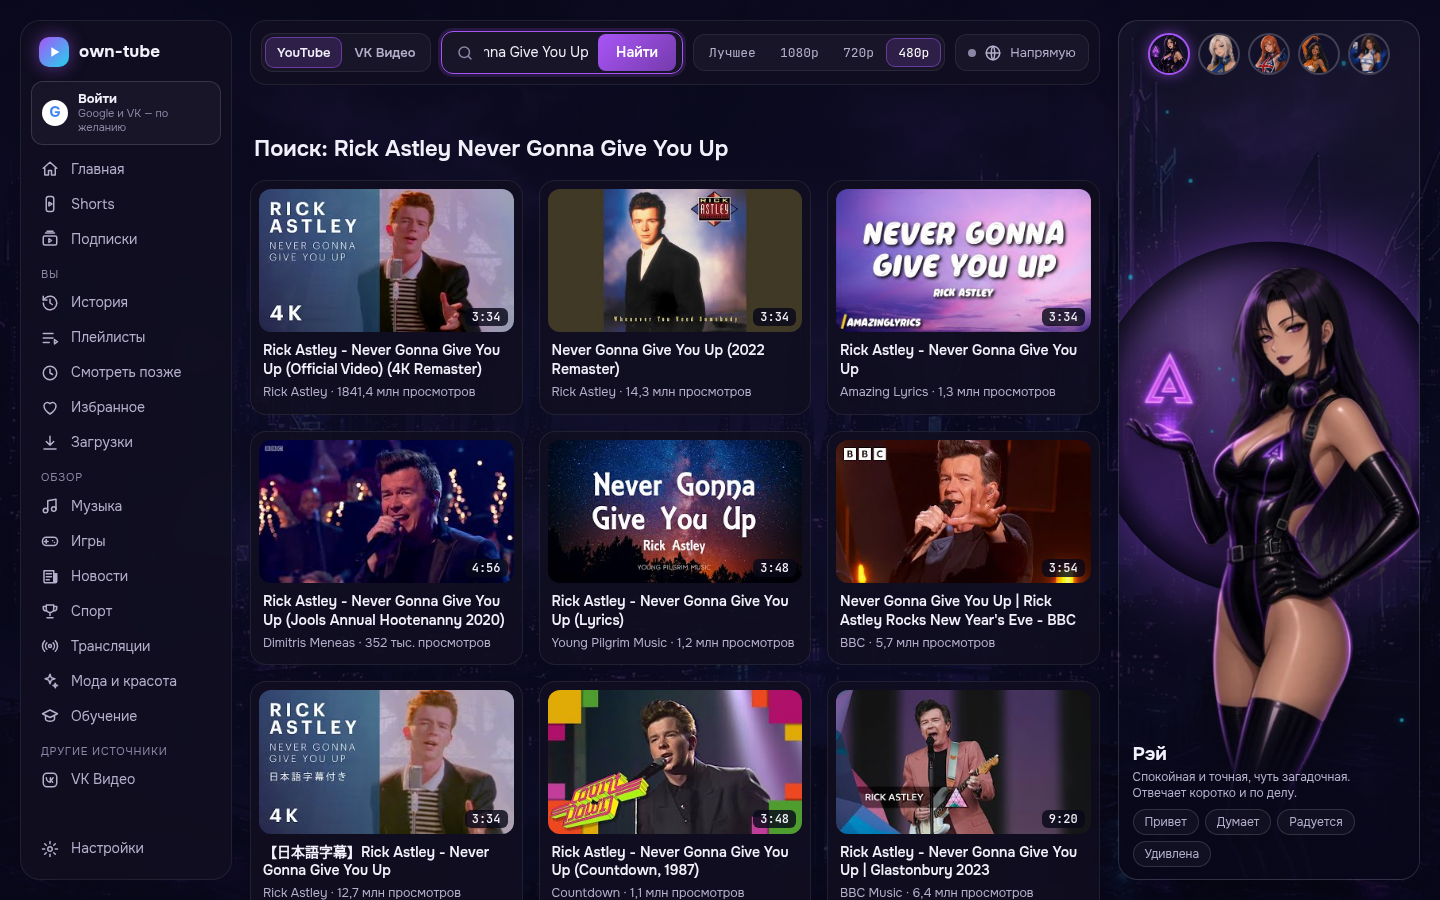 own-tube
YouTube
VK Видео
nna Give You Up
Найти
Лучшее
1080p
720p
480p
Напрямую
G
Войти
Google и VK — по
желанию
Главная
Shorts
Подписки
ВЫ
История
Плейлисты
Смотреть позже
Избранное
Загрузки
ОБЗОР
Музыка
Игры
Новости
Спорт
Трансляции
Мода и красота
Обучение
ДРУГИЕ ИСТОЧНИКИ
VK Видео
Настройки
Поиск: Rick Astley Never Gonna Give You Up
RICK
ASTLEY
NEVER GONNA
GIVE YOU UP
4K
3:34
Rick Astley - Never Gonna Give You
Up (Official Video) (4K Remaster)
Rick Astley · 1841,4 млн просмотров
RICK
ASTLEY
Whenever You Need Somebody
3:34
Never Gonna Give You Up (2022
Remaster)
Rick Astley · 14,3 млн просмотров
NEVER GONNA
GIVE YOU UP
RICK ASTLEY
AMAZINGLYRICS
3:34
Rick Astley - Never Gonna Give You
Up
Amazing Lyrics · 1,3 млн просмотров
BBC
4:56
Rick Astley - Never Gonna Give You
Up (Jools Annual Hootenanny 2020)
Dimitris Meneas · 352 тыс. просмотров
Never Gonna
Give You Up
Rick Astley
YOUNG PILGRIM MUSIC
3:48
Rick Astley - Never Gonna Give You
Up (Lyrics)
Young Pilgrim Music · 1,2 млн просмотров
BBC
3:54
Never Gonna Give You Up | Rick
Astley Rocks New Year's Eve - BBC
BBC · 5,7 млн просмотров
RICK
ASTLEY
NEVER GONNA
GIVE YOU UP
日本語字幕付き
4K
3:34
【日本語字幕】Rick Astley - Never
Gonna Give You Up
Rick Astley · 12,7 млн просмотров
COUNT
DOWN
3:48
Rick Astley - Never Gonna Give You
Up (Countdown, 1987)
Countdown · 1,1 млн просмотров
RICK ASTLEY
9:20
Rick Astley - Never Gonna Give You
Up | Glastonbury 2023
BBC Music · 6,4 млн просмотров
Рэй
Спокойная и точная, чуть загадочная.
Отвечает коротко и по делу.
Привет
Думает
Радуется
Удивлена